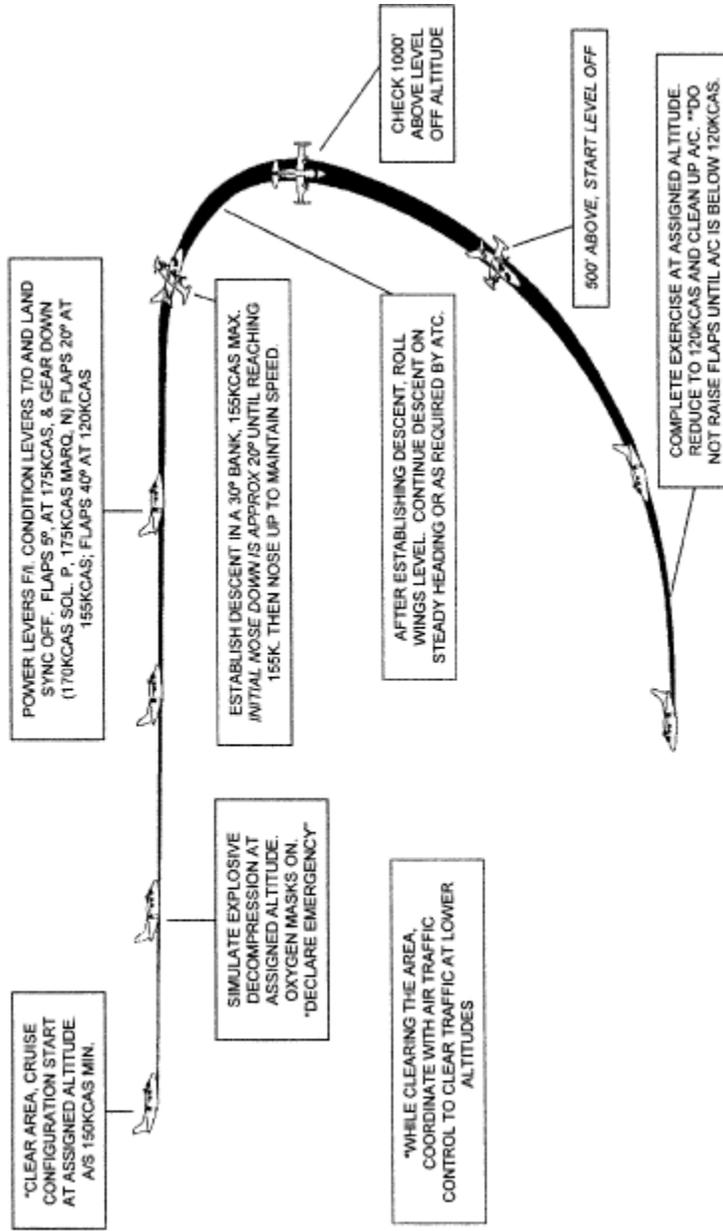 "CLEAR AREA, CRUISE
CONFIGURATION START
AT ASSIGNED ALTITUDE.
A/S 150KCAS MIN.
SIMULATE EXPLOSIVE
DECOMPRESSION AT
ASSIGNED ALTITUDE.
OXYGEN MASKS ON.
"DECLARE EMERGENCY"
POWER LEVERS F/I. CONDITION LEVERS T/O AND LAND
SYNC OFF. FLAPS 5º, AT 175KCAS, & GEAR DOWN
(170KCAS SOL. P, 175KCAS MARQ, N) FLAPS 20º AT
155KCAS; FLAPS 40º AT 120KCAS
ESTABLISH DESCENT IN A 30º BANK, 155KCAS MAX.
INITIAL NOSE DOWN IS APPROX 20º UNTIL REACHING
155K. THEN NOSE UP TO MAINTAIN SPEED.
AFTER ESTABLISHING DESCENT, ROLL
WINGS LEVEL. CONTINUE DESCENT ON
STEADY HEADING OR AS REQUIRED BY ATC.
CHECK 1000'
ABOVE LEVEL
OFF ALTITUDE
500' ABOVE, START LEVEL OFF
COMPLETE EXERCISE AT ASSIGNED ALTITUDE.
REDUCE TO 120KCAS AND CLEAN UP A/C. **DO
NOT RAISE FLAPS UNTIL A/C IS BELOW 120KCAS.
"WHILE CLEARING THE AREA,
COORDINATE WITH AIR TRAFFIC
CONTROL TO CLEAR TRAFFIC AT LOWER
ALTITUDES